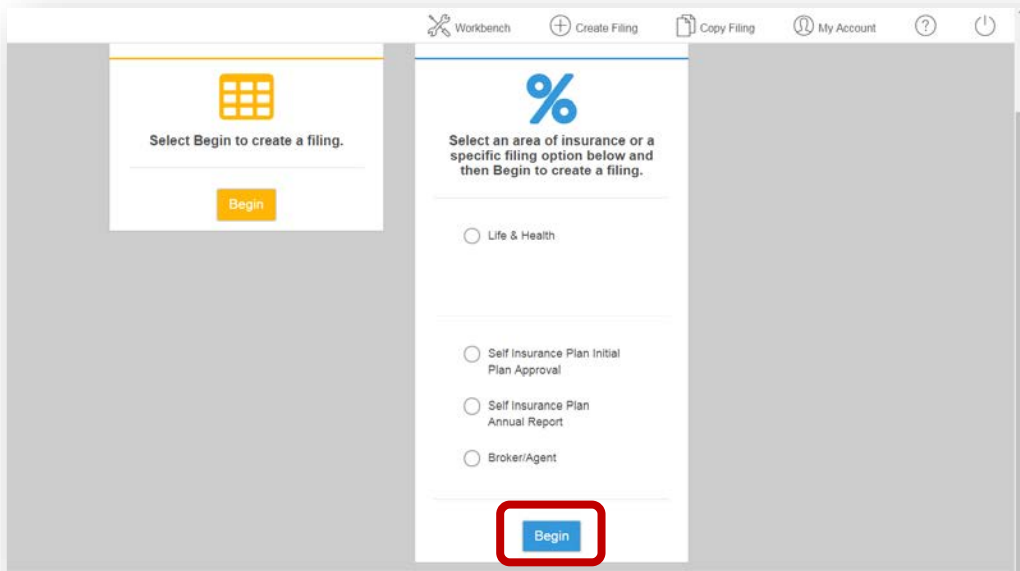 Workbench
Create Filing
Copy Filing
My Account
?
Select Begin to create a filing.
Begin
%
Select an area of insurance or a
specific filing option below and
then Begin to create a filing.
Life & Health
Self Insurance Plan Initial
Plan Approval
Self Insurance Plan
Annual Report
Broker/Agent
Begin